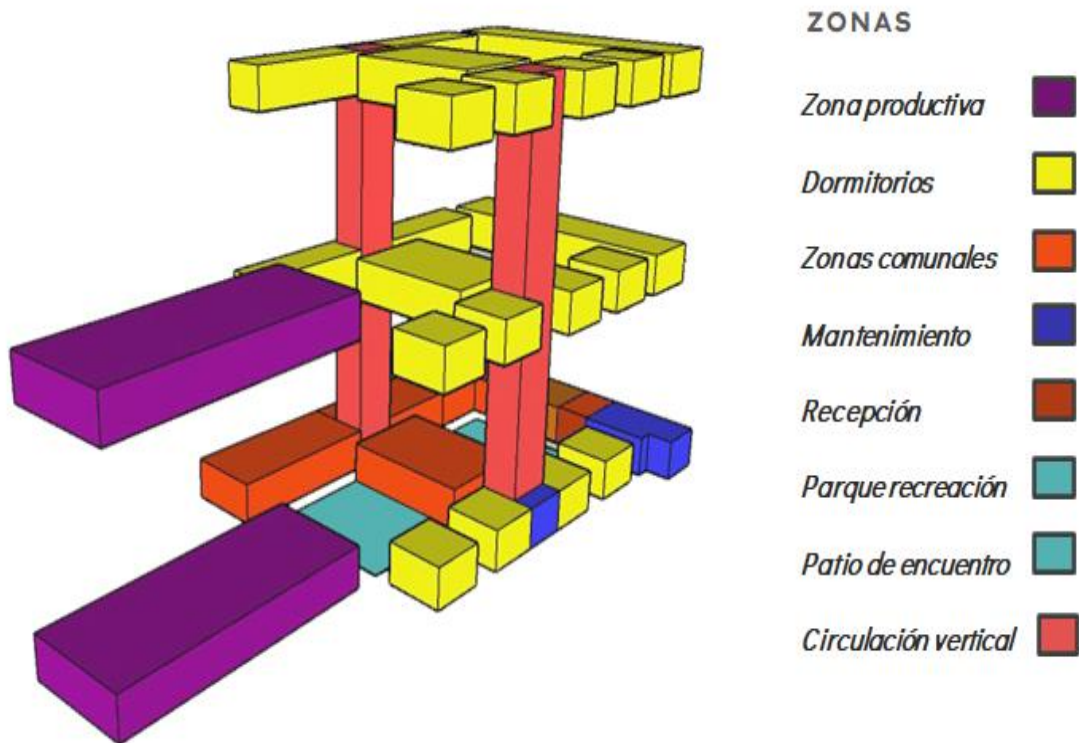 ZONAS
Zona productiva
Dormitorios
Zonas comunales
Mantenimiento
Recepción
Parque recreación
Patio de encuentro
Circulación vertical